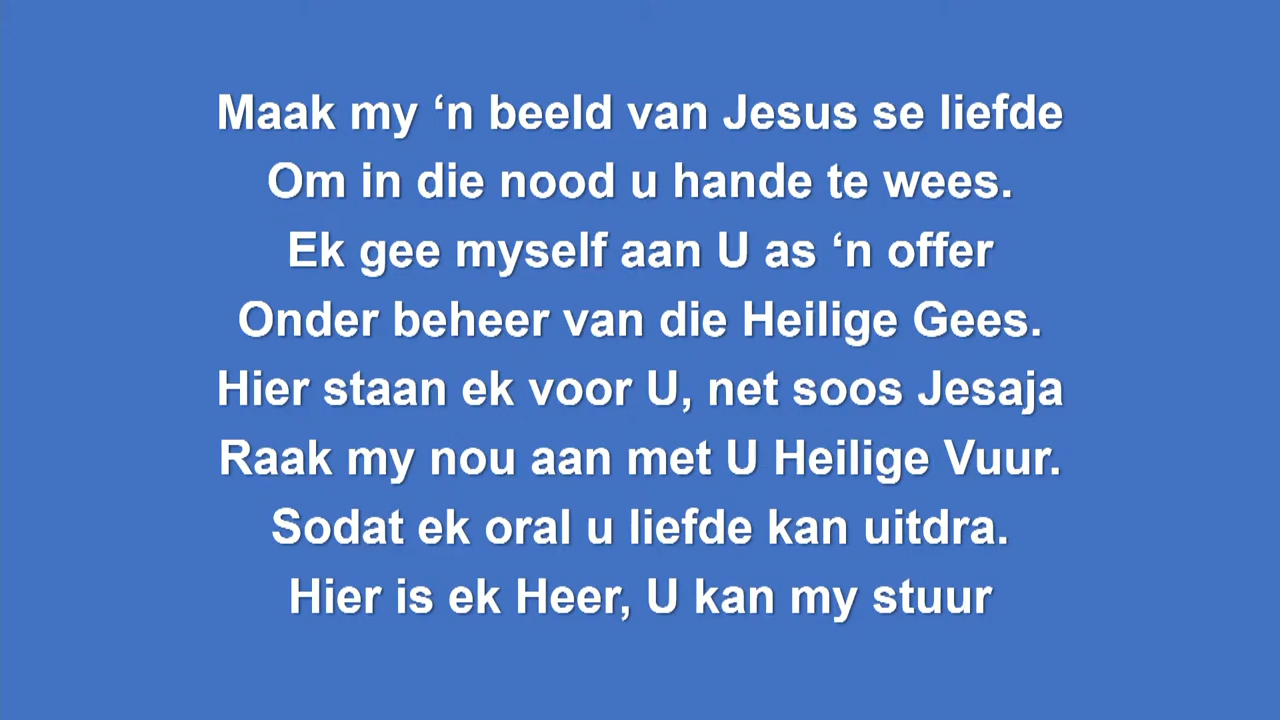 Maak my ‘n beeld van Jesus se liefde
Om in die nood u hande te wees.
Ek gee myself aan U as ‘n offer
Onder beheer van die Heilige Gees.
Hier staan ek voor U, net soos Jesaja
Raak my nou aan met U Heilige Vuur.
Sodat ek oral u liefde kan uitdra.
Hier is ek Heer, U kan my stuur